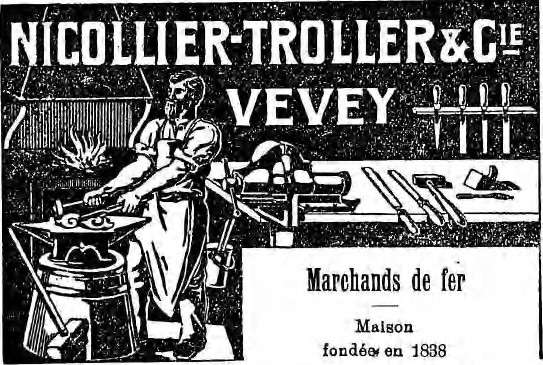 NICOLLIER-TROLLER & CIE
VEVEY
Marchands de fer
Maison
fondée en 1838